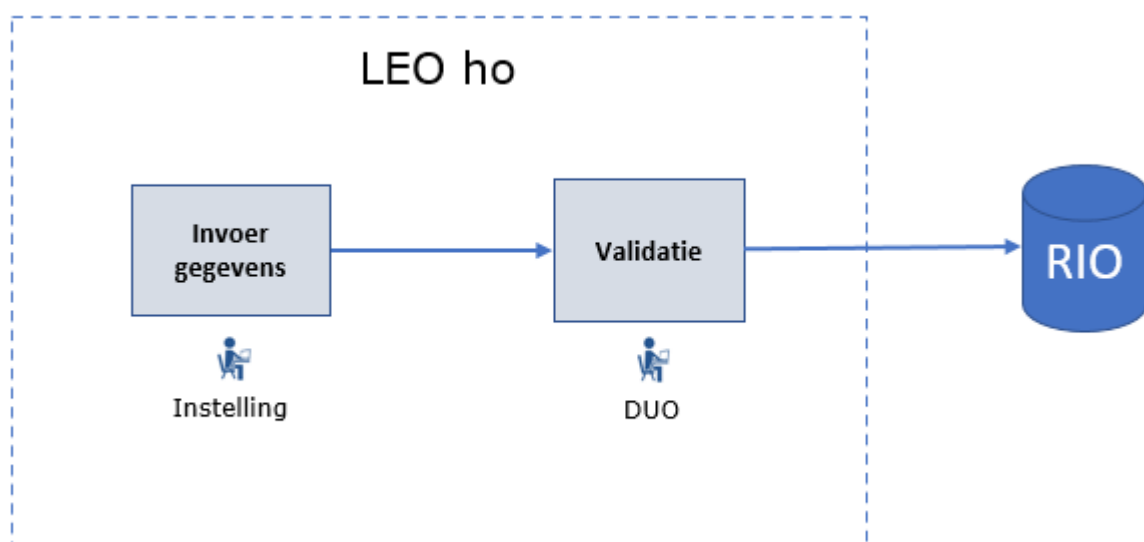 LEO ho
Invoer
gegevens
Validatie
RIO
Instelling
DUO